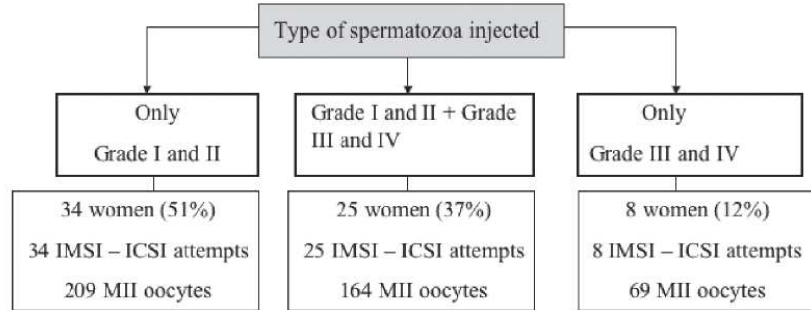 Type of spermatozoa injected
Only
Grade I and II
34 women (51%)
34 IMSI – ICSI attempts
209 MII oocytes
Grade I and II + Grade
III and IV
25 women (37%)
25 IMSI – ICSI attempts
164 MII oocytes
Only
Grade III and IV
8 women (12%)
8 IMSI – ICSI attempts
69 MII oocytes